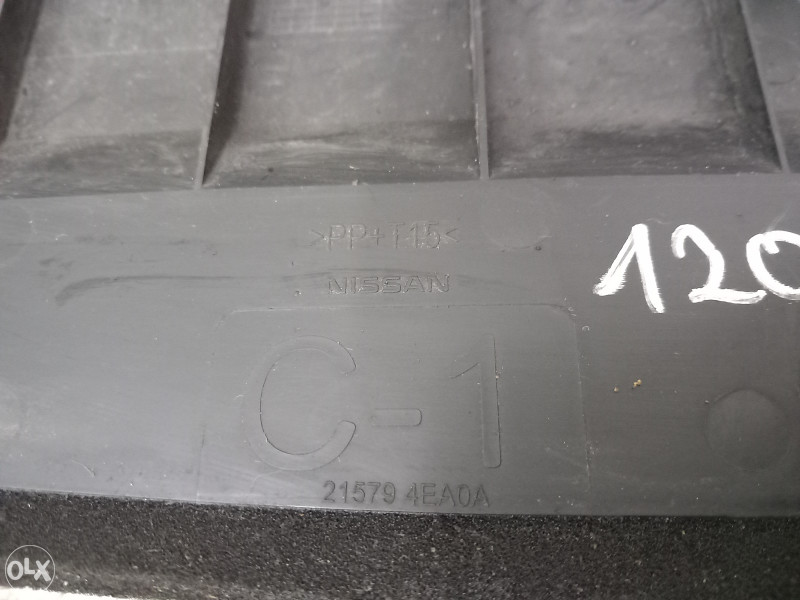 >PP+T15<
NISSAN
120
C-1
21579 4EA0A
OLX